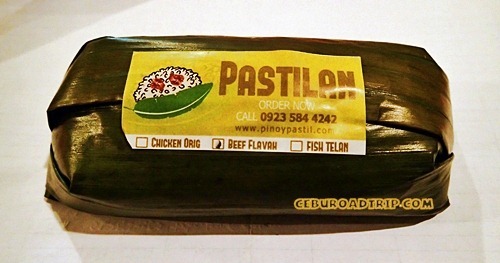 PASTILAN
ORDER NOW
CALL 0923 584 4242
www.pinoypastil.com
CHICKEN ORIG BEEF FLAVAH FISH TELAN
CEBUROADTRIP.COM